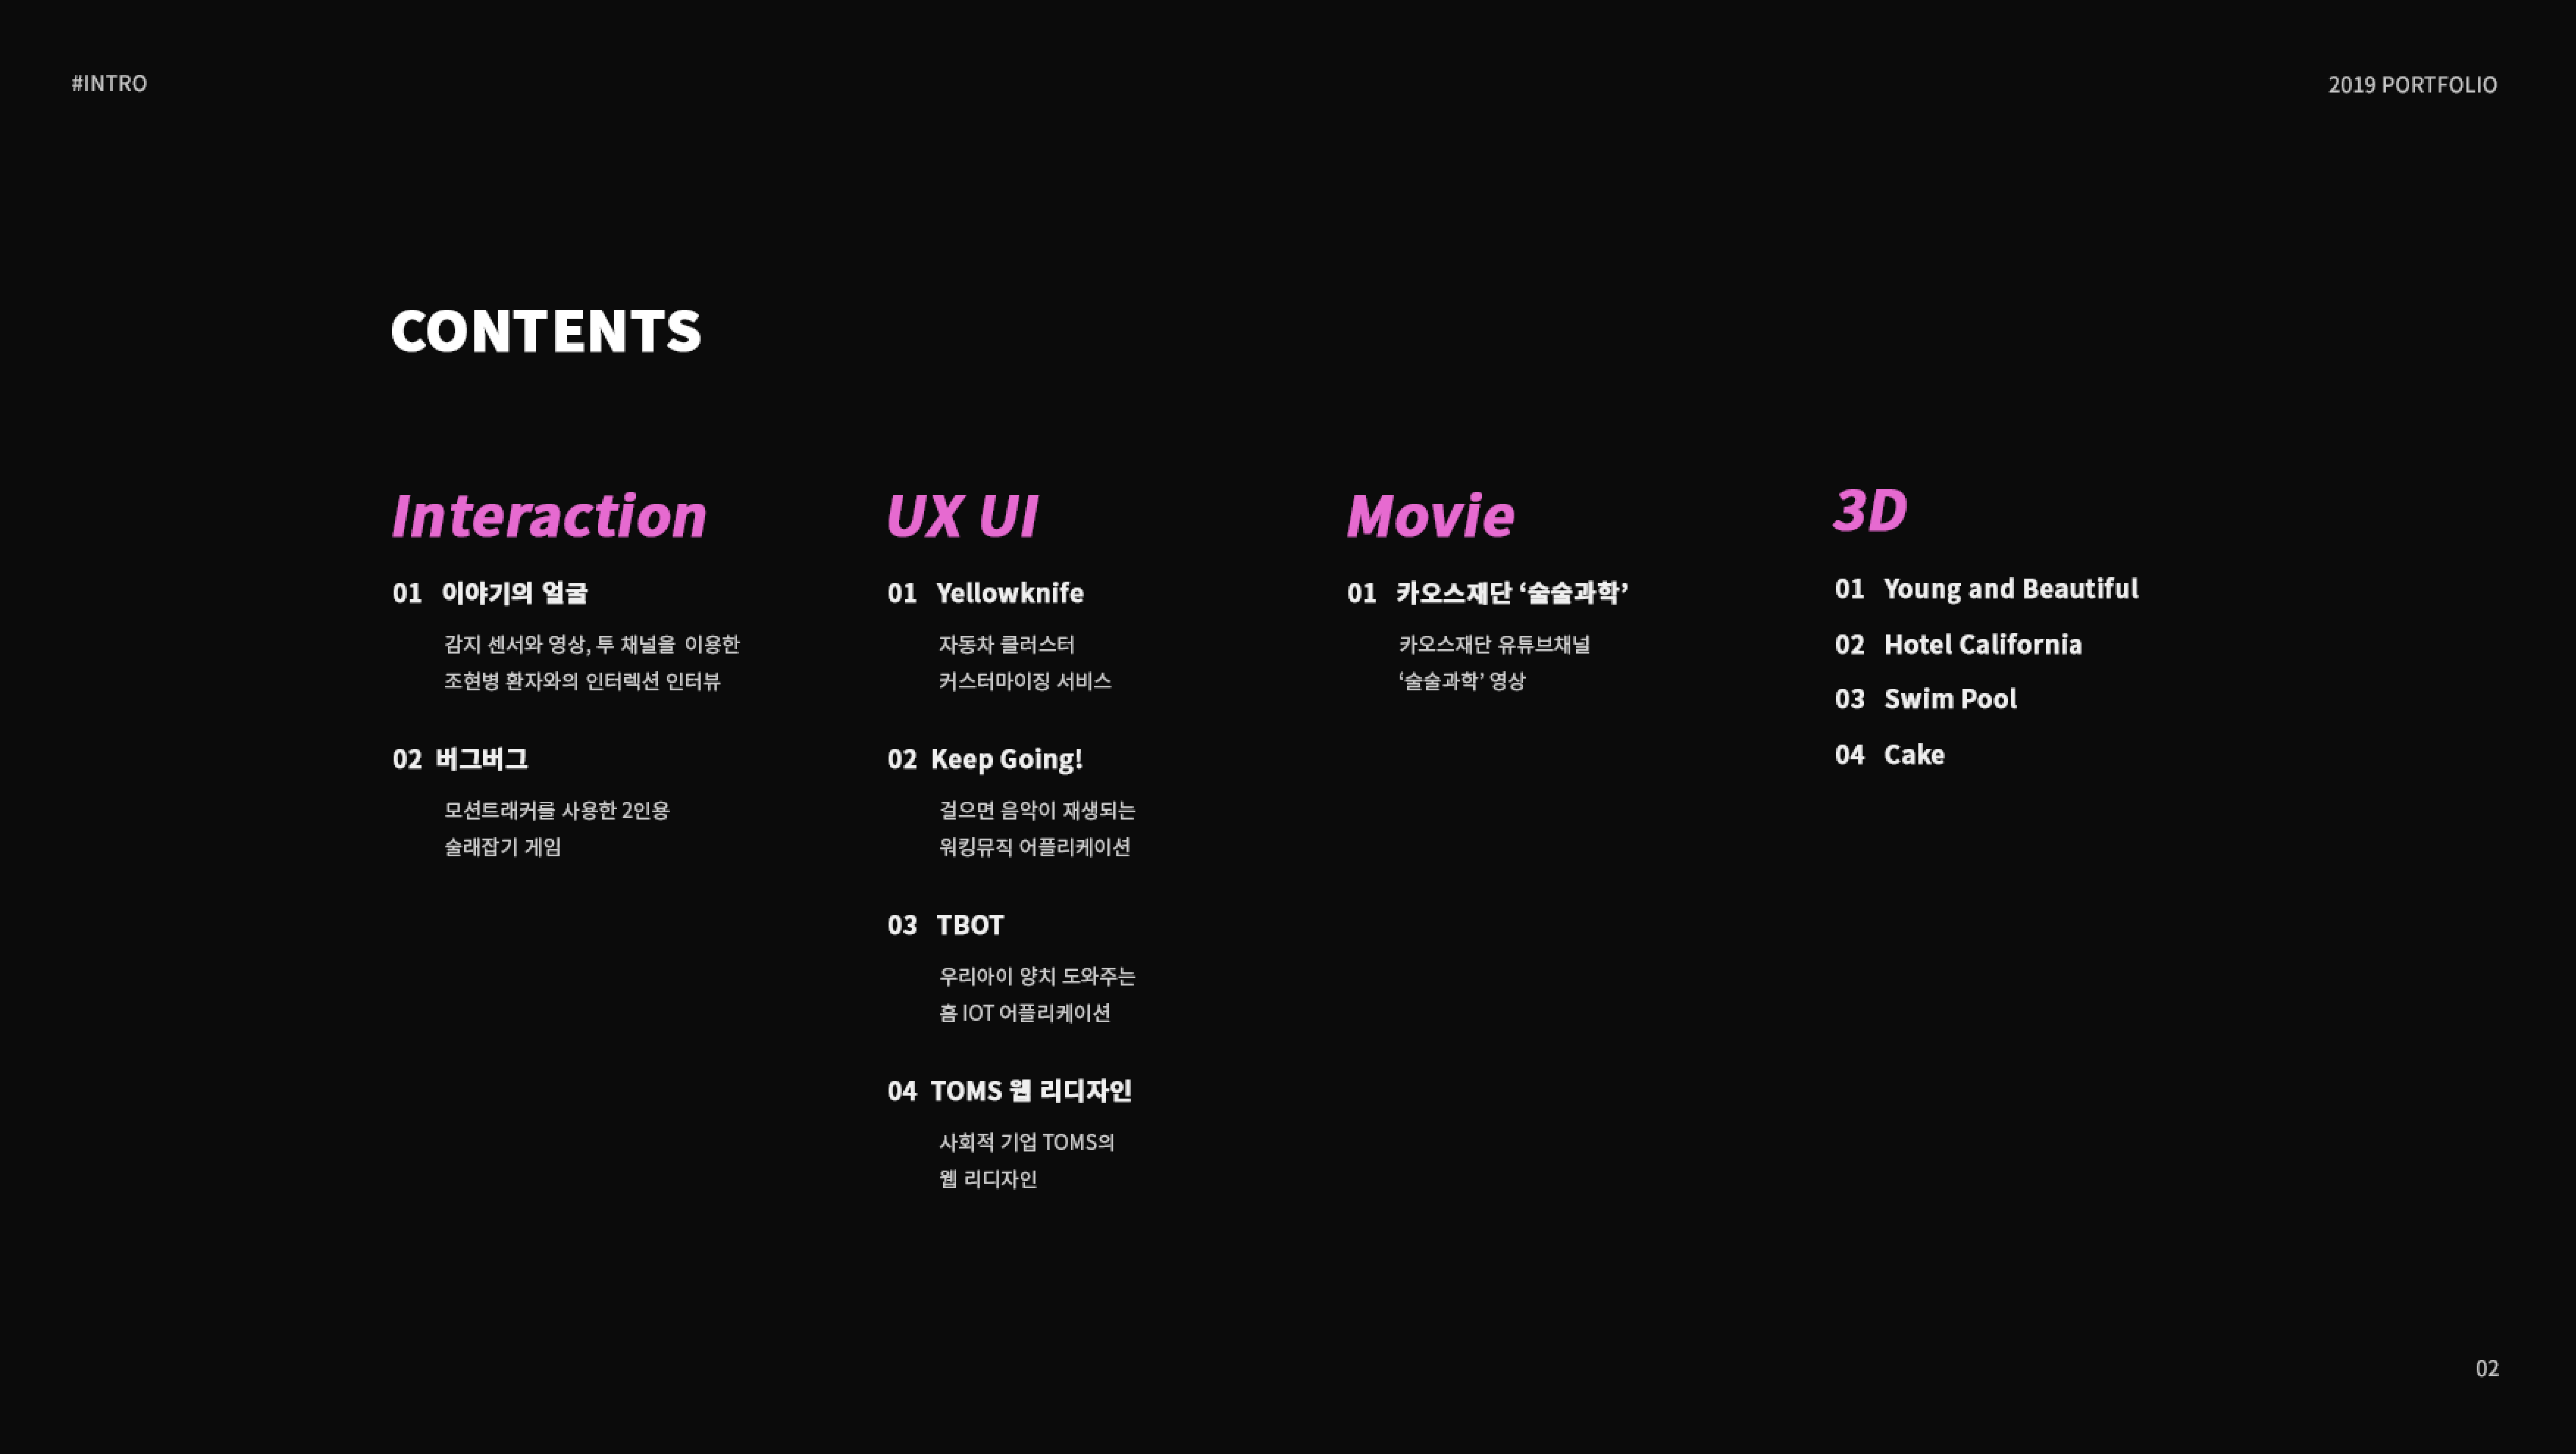 #INTRO
2019 PORTFOLIO
CONTENTS
Interaction
01 이야기의 얼굴
감지 센서와 영상, 투 채널을 이용한
조현병 환자와의 인터렉션 인터뷰
02 버그버그
모션트래커를 사용한 2인용
술래잡기 게임
UX UI
01 Yellowknife
자동차 클러스터
커스터마이징 서비스
02 Keep Going!
걸으면 음악이 재생되는
워킹뮤직 어플리케이션
03 TBOT
우리아이 양치 도와주는
홈 IOT 어플리케이션
04 TOMS 웹 리디자인
사회적 기업 TOMS의
웹 리디자인
Movie
01 카오스재단 ‘술술과학’
카오스재단 유튜브채널
‘술술과학’ 영상
3D
01 Young and Beautiful
02 Hotel California
03 Swim Pool
04 Cake
02